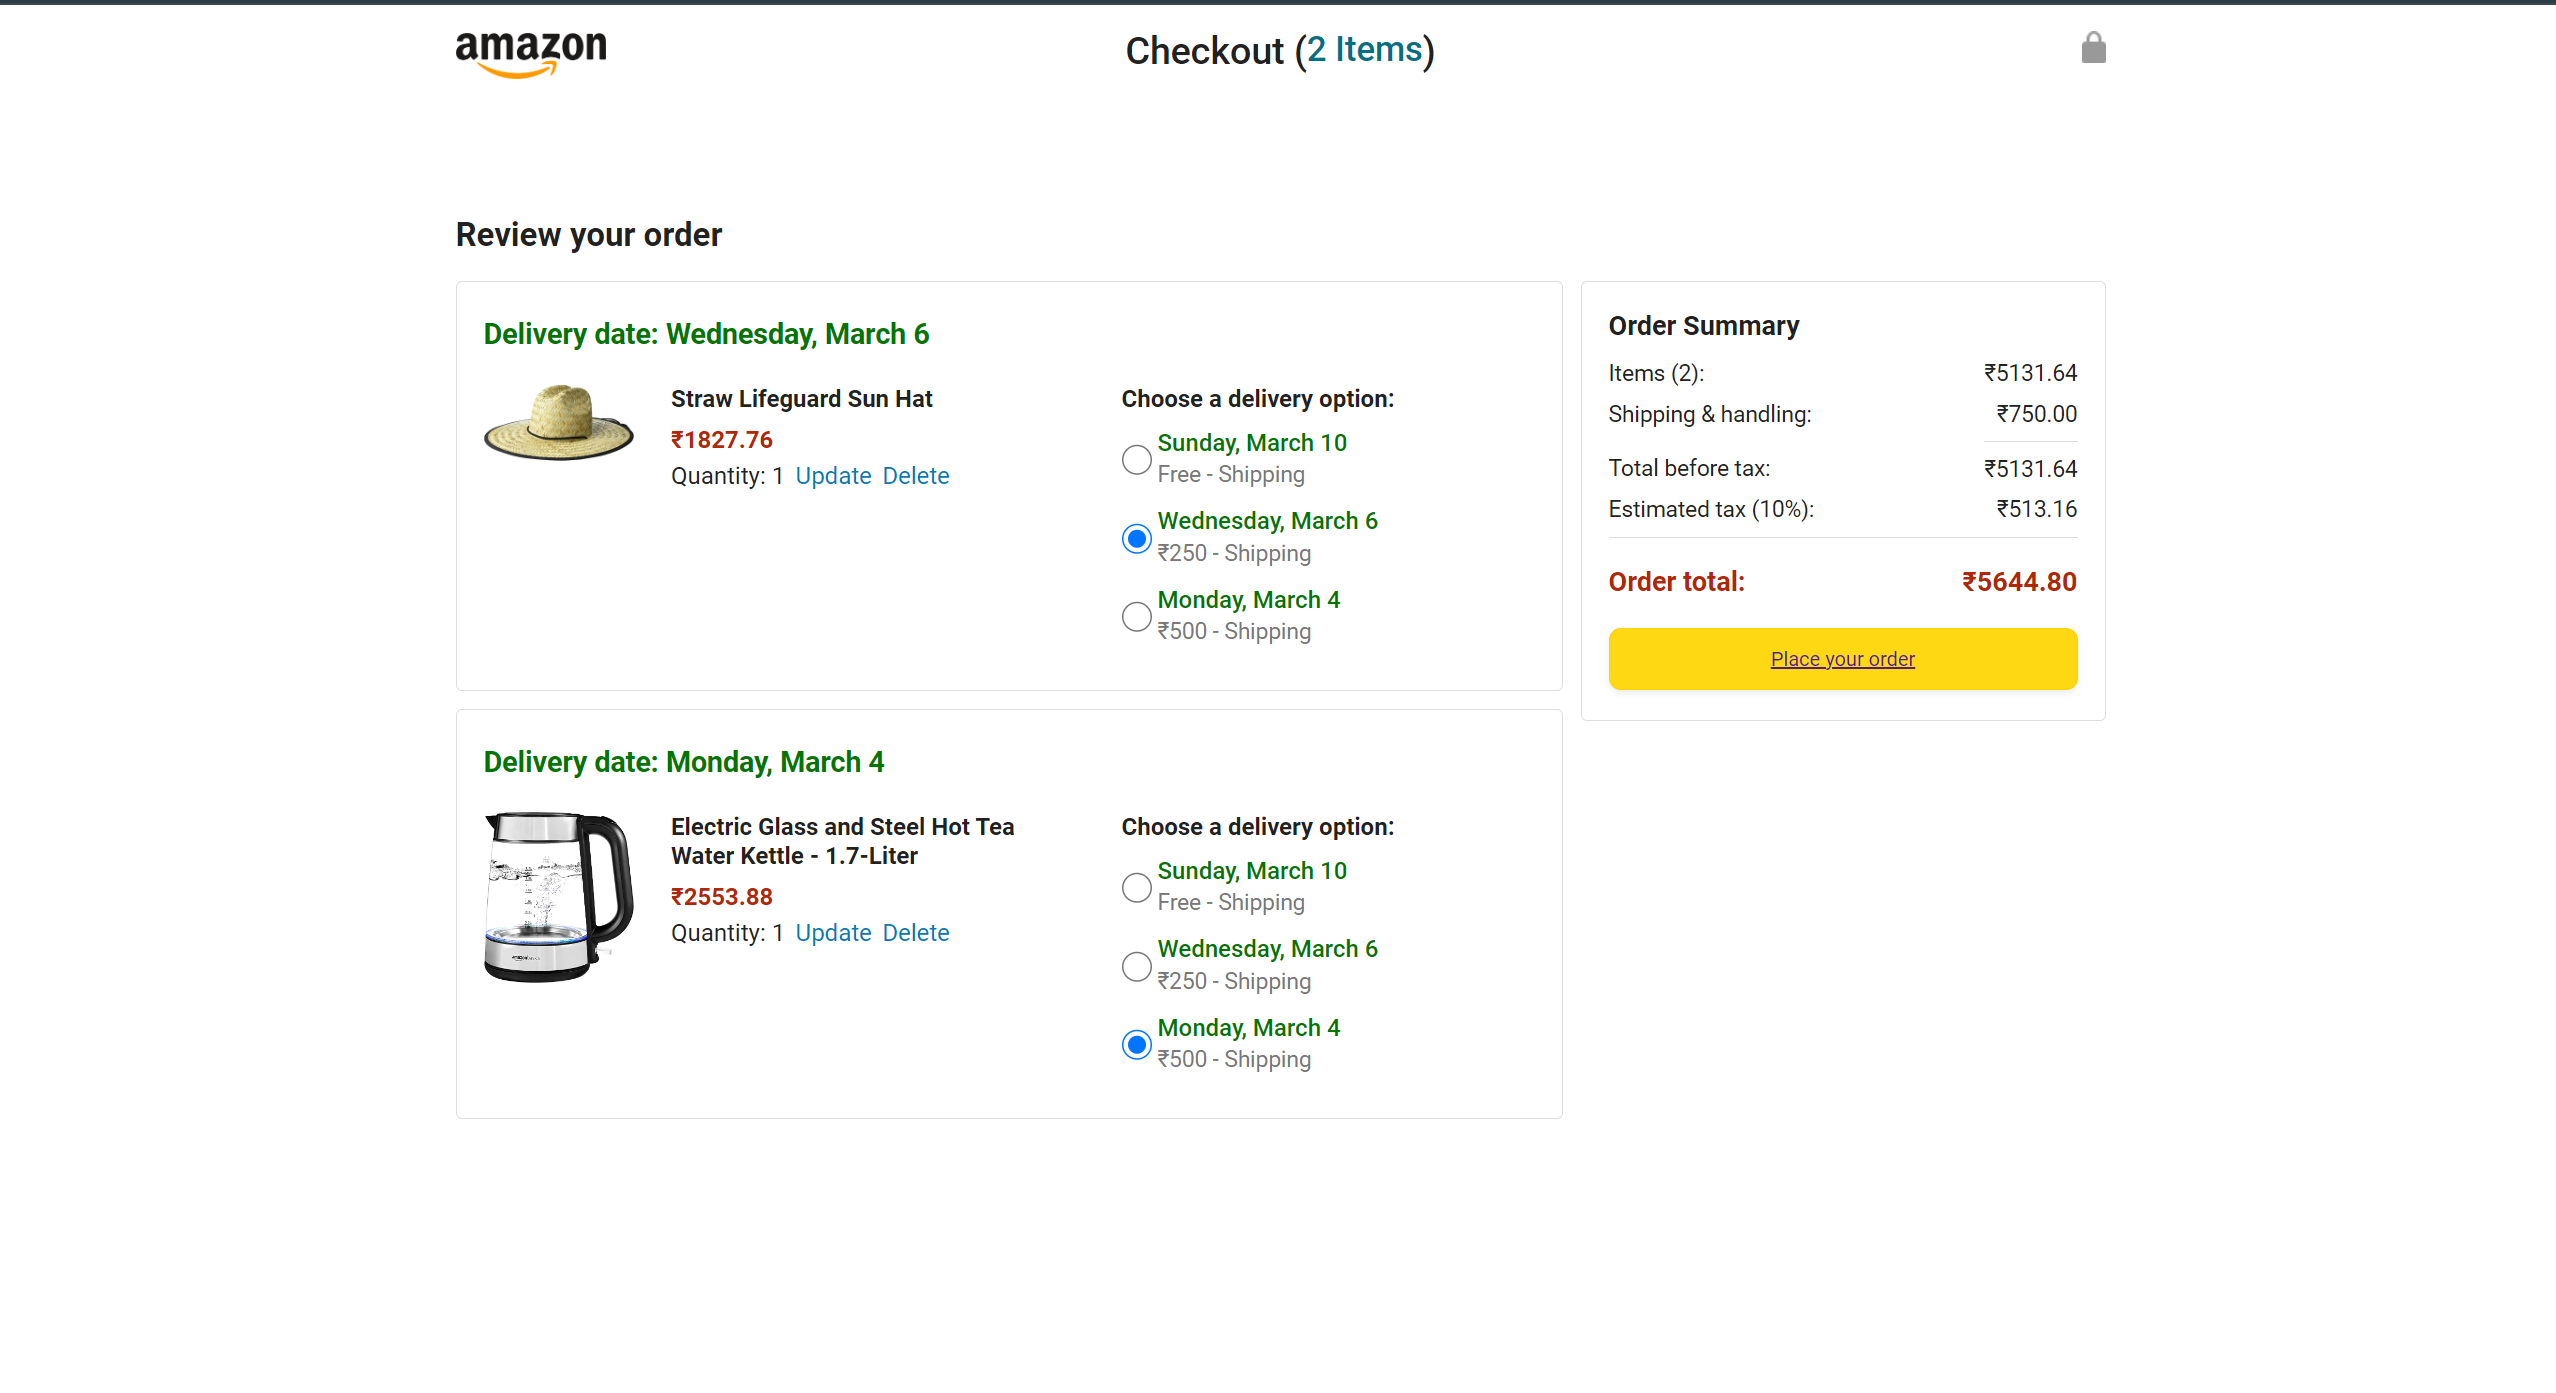 amazon
Checkout (2 Items)
Review your order
Delivery date: Wednesday, March 6
Straw Lifeguard Sun Hat
₹1827.76
Quantity: 1 Update Delete
Choose a delivery option:
Sunday, March 10
Free - Shipping
Wednesday, March 6
₹250 - Shipping
Monday, March 4
₹500 - Shipping
Order Summary
Items (2): ₹5131.64
Shipping & handling: ₹750.00
Total before tax: ₹5131.64
Estimated tax (10%): ₹513.16
Order total: ₹5644.80
Place your order
Delivery date: Monday, March 4
Electric Glass and Steel Hot Tea
Water Kettle - 1.7-Liter
₹2553.88
Quantity: 1 Update Delete
Choose a delivery option:
Sunday, March 10
Free - Shipping
Wednesday, March 6
₹250 - Shipping
Monday, March 4
₹500 - Shipping